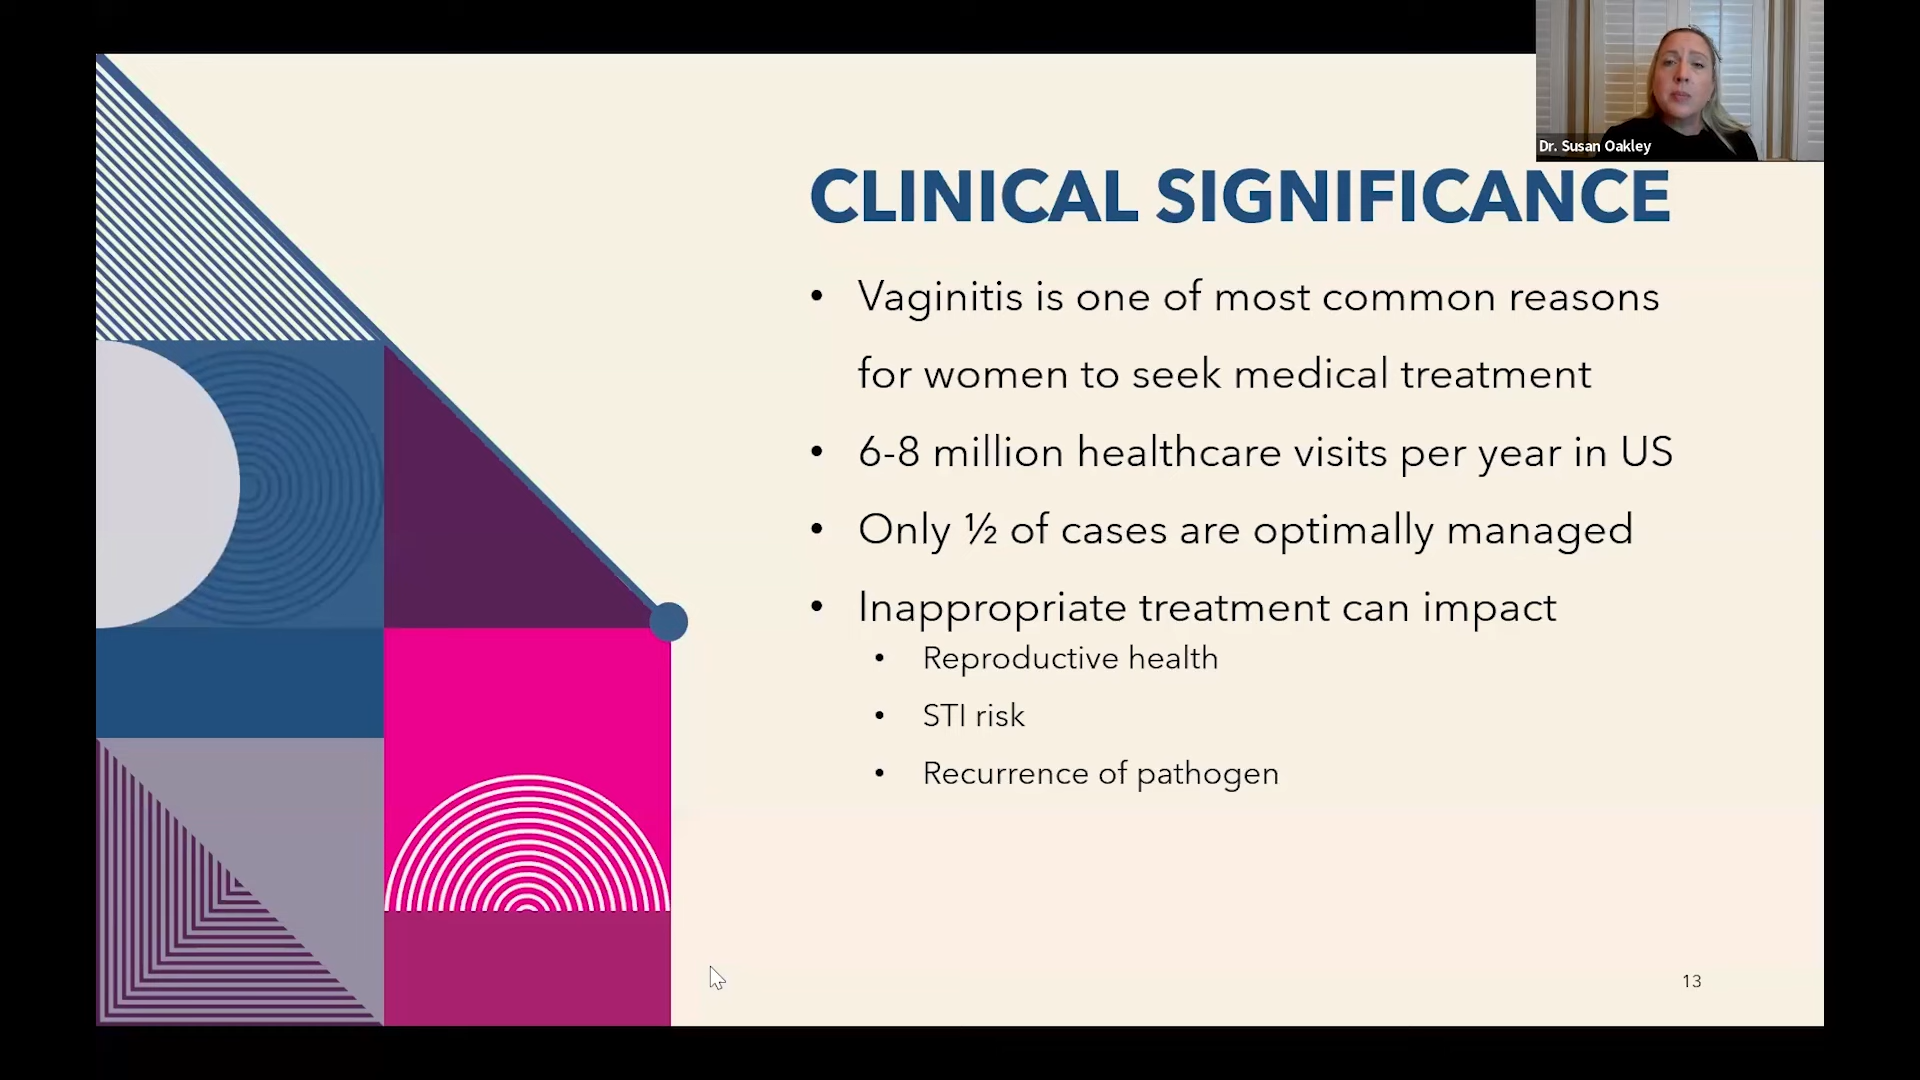 Dr. Susan Oakley
CLINICAL SIGNIFICANCE
• Vaginitis is one of most common reasons
for women to seek medical treatment
• 6-8 million healthcare visits per year in US
• Only ½ of cases are optimally managed
• Inappropriate treatment can impact
• Reproductive health
• STI risk
• Recurrence of pathogen
13